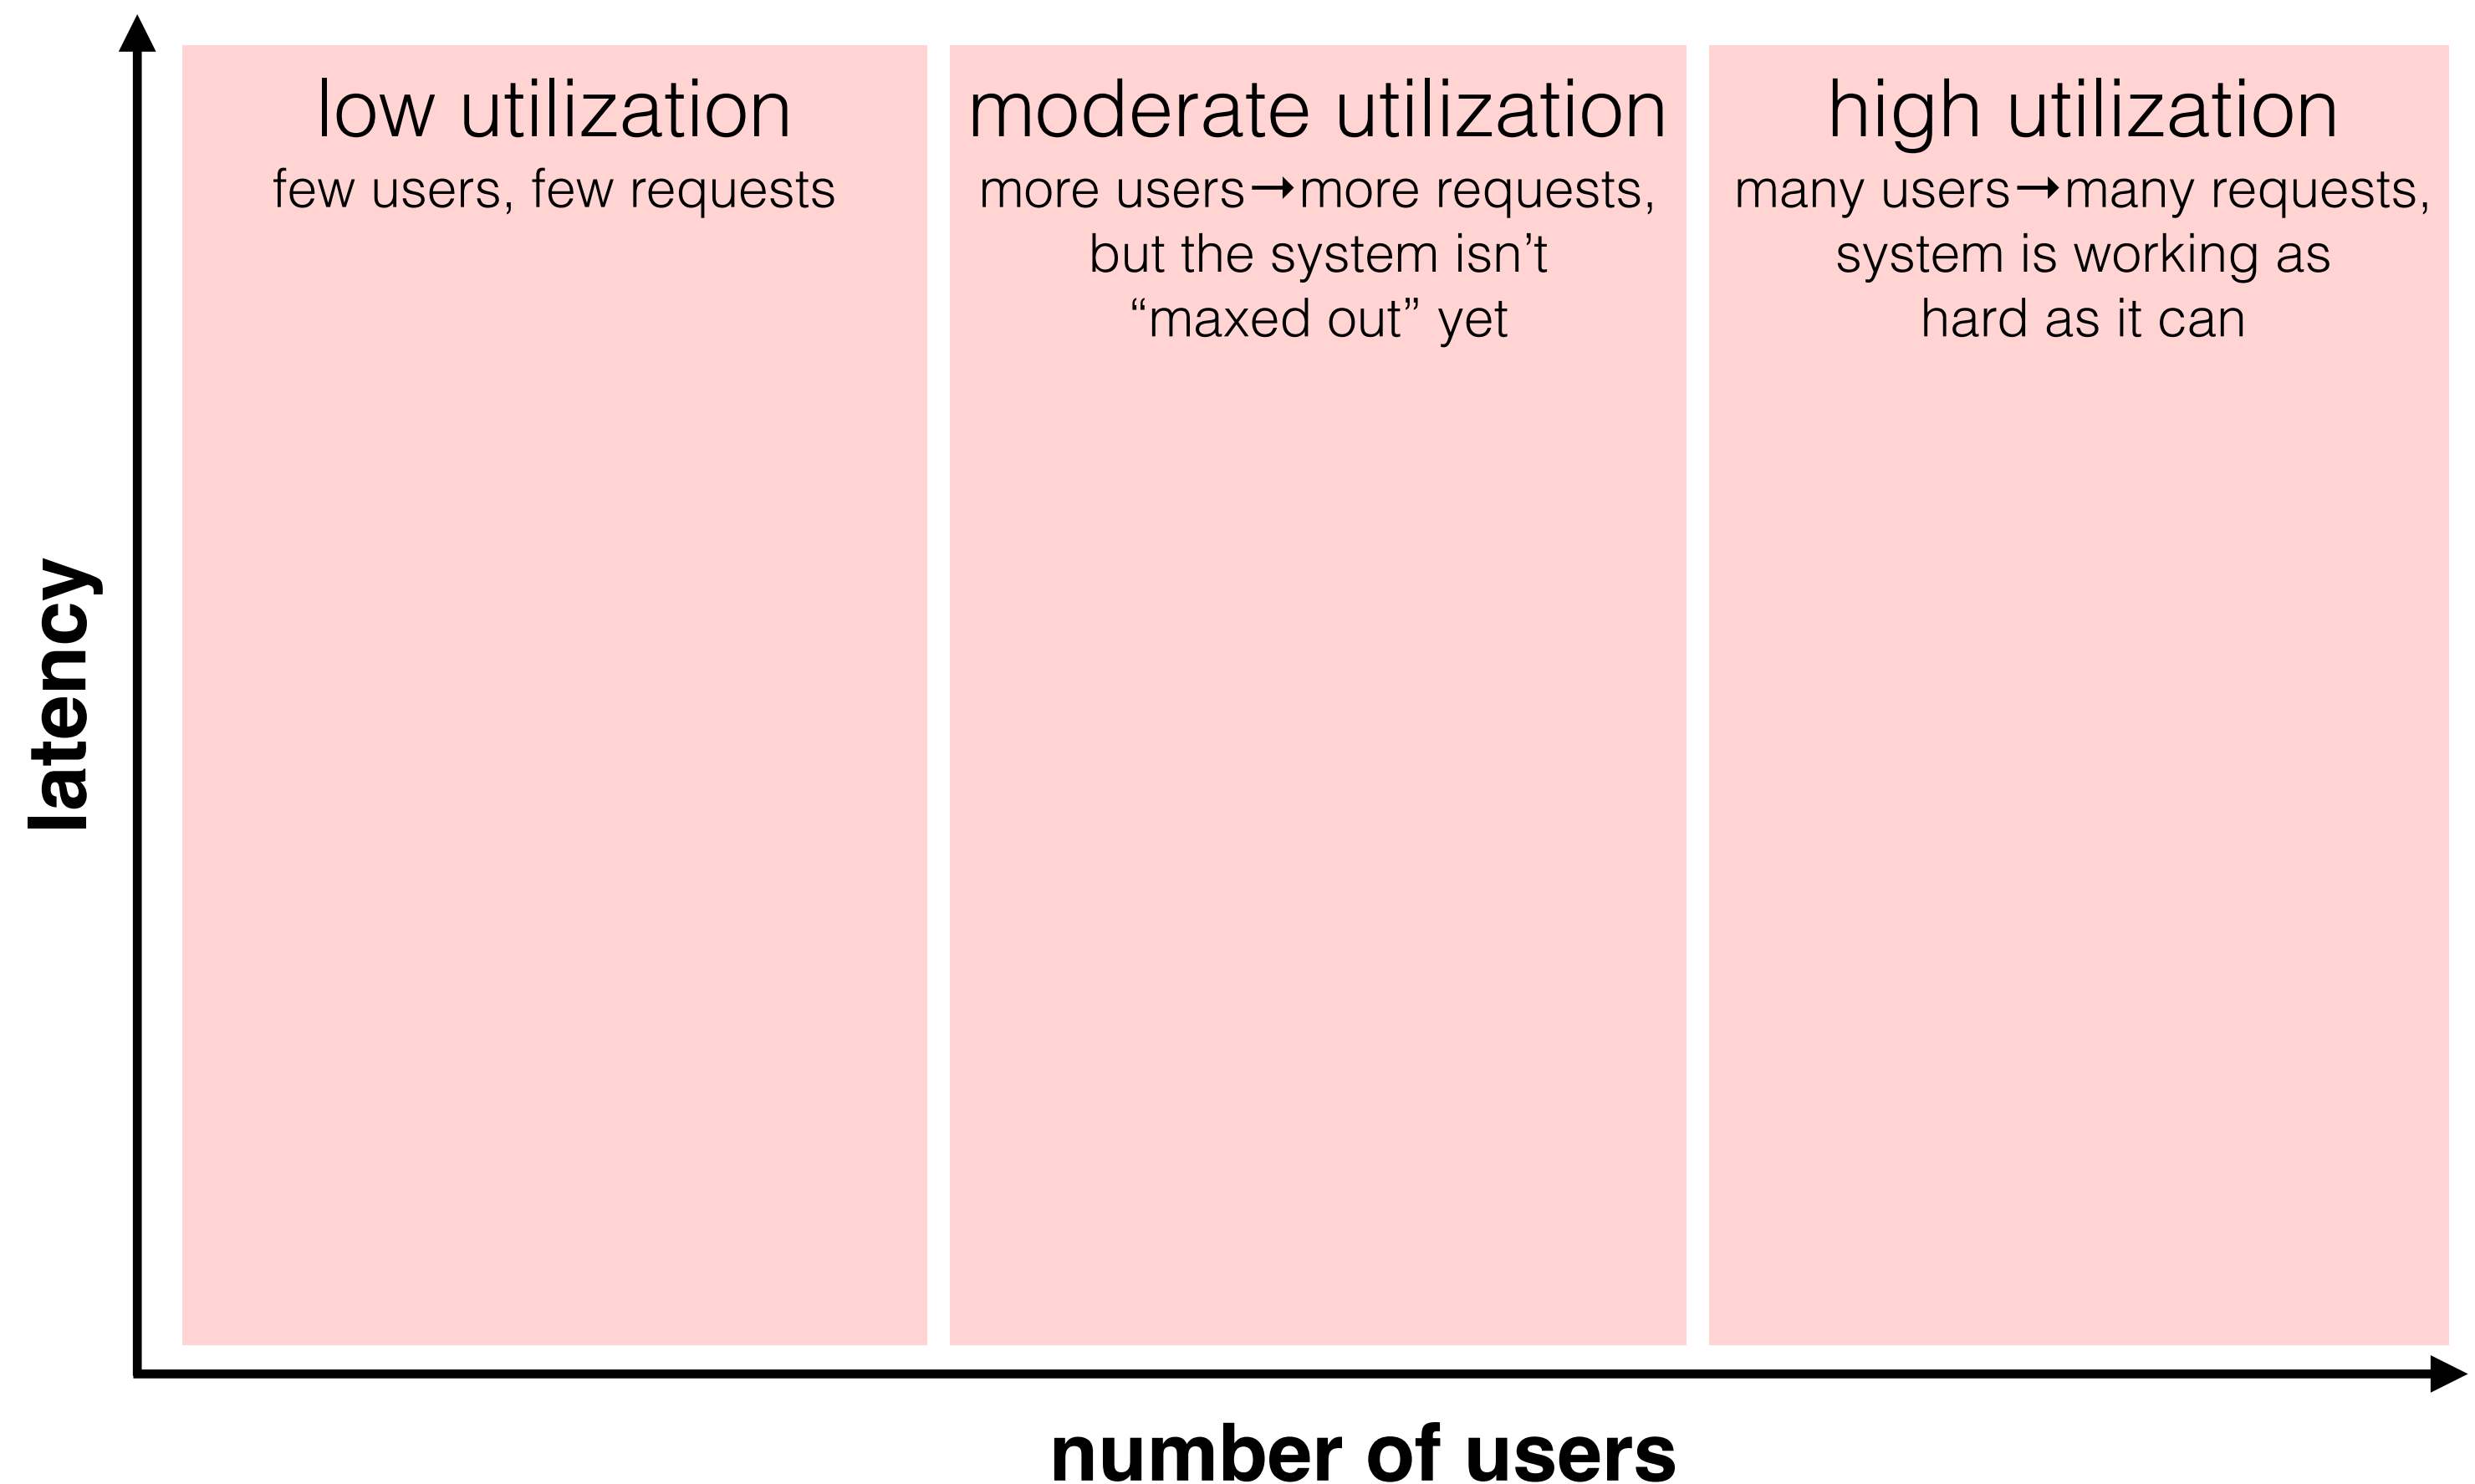 low utilization
few users, few requests
moderate utilization
more users→more requests,
but the system isn’t
“maxed out” yet
high utilization
many users→many requests,
system is working as
hard as it can
latency
number of users